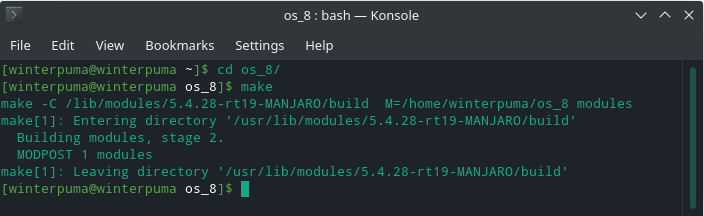 os_8 : bash — Konsole
File Edit View Bookmarks Settings Help
[winterpuma@winterpuma ~]$ cd os_8/
[winterpuma@winterpuma os_8]$ make
make -C /lib/modules/5.4.28-rt19-MANJARO/build  M=/home/winterpuma/os_8 modules
make[1]: Entering directory '/usr/lib/modules/5.4.28-rt19-MANJARO/build'
  Building modules, stage 2.
  MODPOST 1 modules
make[1]: Leaving directory '/usr/lib/modules/5.4.28-rt19-MANJARO/build'
[winterpuma@winterpuma os_8]$